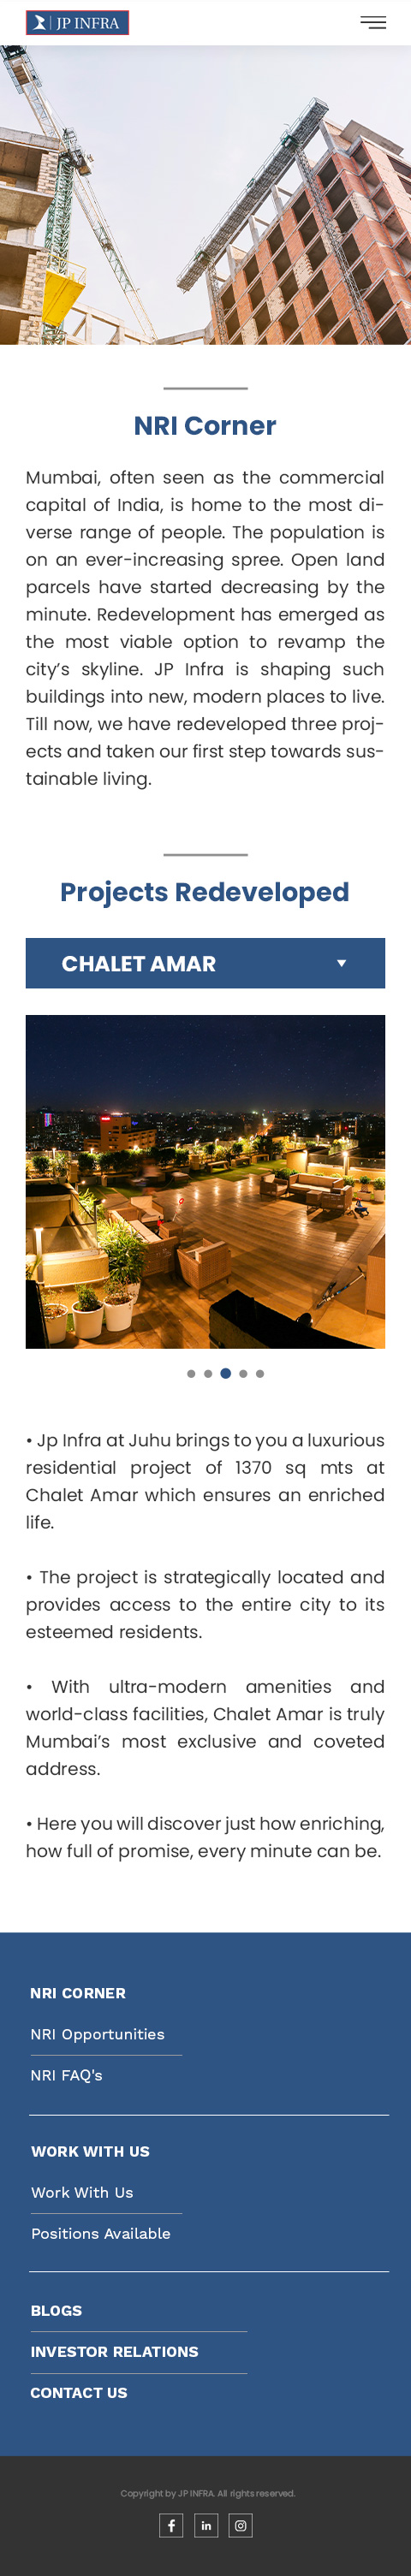 JP INFRA
NRI Corner
Mumbai, often seen as the commercial
capital of India, is home to the most di-
verse range of people. The population is
on an ever-increasing spree. Open land
parcels have started decreasing by the
minute. Redevelopment has emerged as
the most viable option to revamp the
city’s skyline. JP Infra is shaping such
buildings into new, modern places to live.
Till now, we have redeveloped three proj-
ects and taken our first step towards sus-
tainable living.
Projects Redeveloped
CHALET AMAR
• Jp Infra at Juhu brings to you a luxurious
residential project of 1370 sq mts at
Chalet Amar which ensures an enriched
life.
• The project is strategically located and
provides access to the entire city to its
esteemed residents.
• With ultra-modern amenities and
world-class facilities, Chalet Amar is truly
Mumbai’s most exclusive and coveted
address.
• Here you will discover just how enriching,
how full of promise, every minute can be.
NRI CORNER
NRI Opportunities
NRI FAQ's
WORK WITH US
Work With Us
Positions Available
BLOGS
INVESTOR RELATIONS
CONTACT US
Copyright by JP INFRA. All rights reserved.